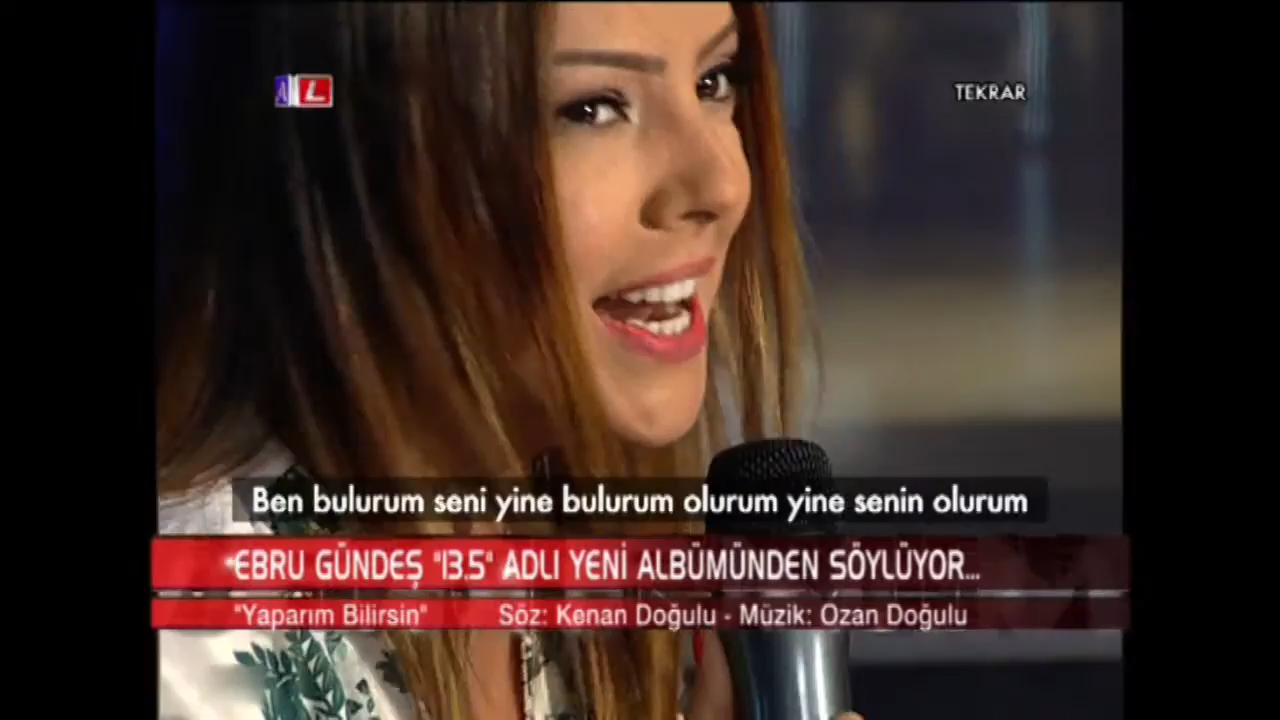 AL
TEKRAR
Ben bulurum seni yine bulurum olurum yine senin olurum
EBRU GÜNDEŞ "13.5" ADLI YENİ ALBÜMÜNDEN SÖYLÜYOR...
"Yaparım Bilirsin" Söz: Kenan Doğulu - Müzik: Ozan Doğulu